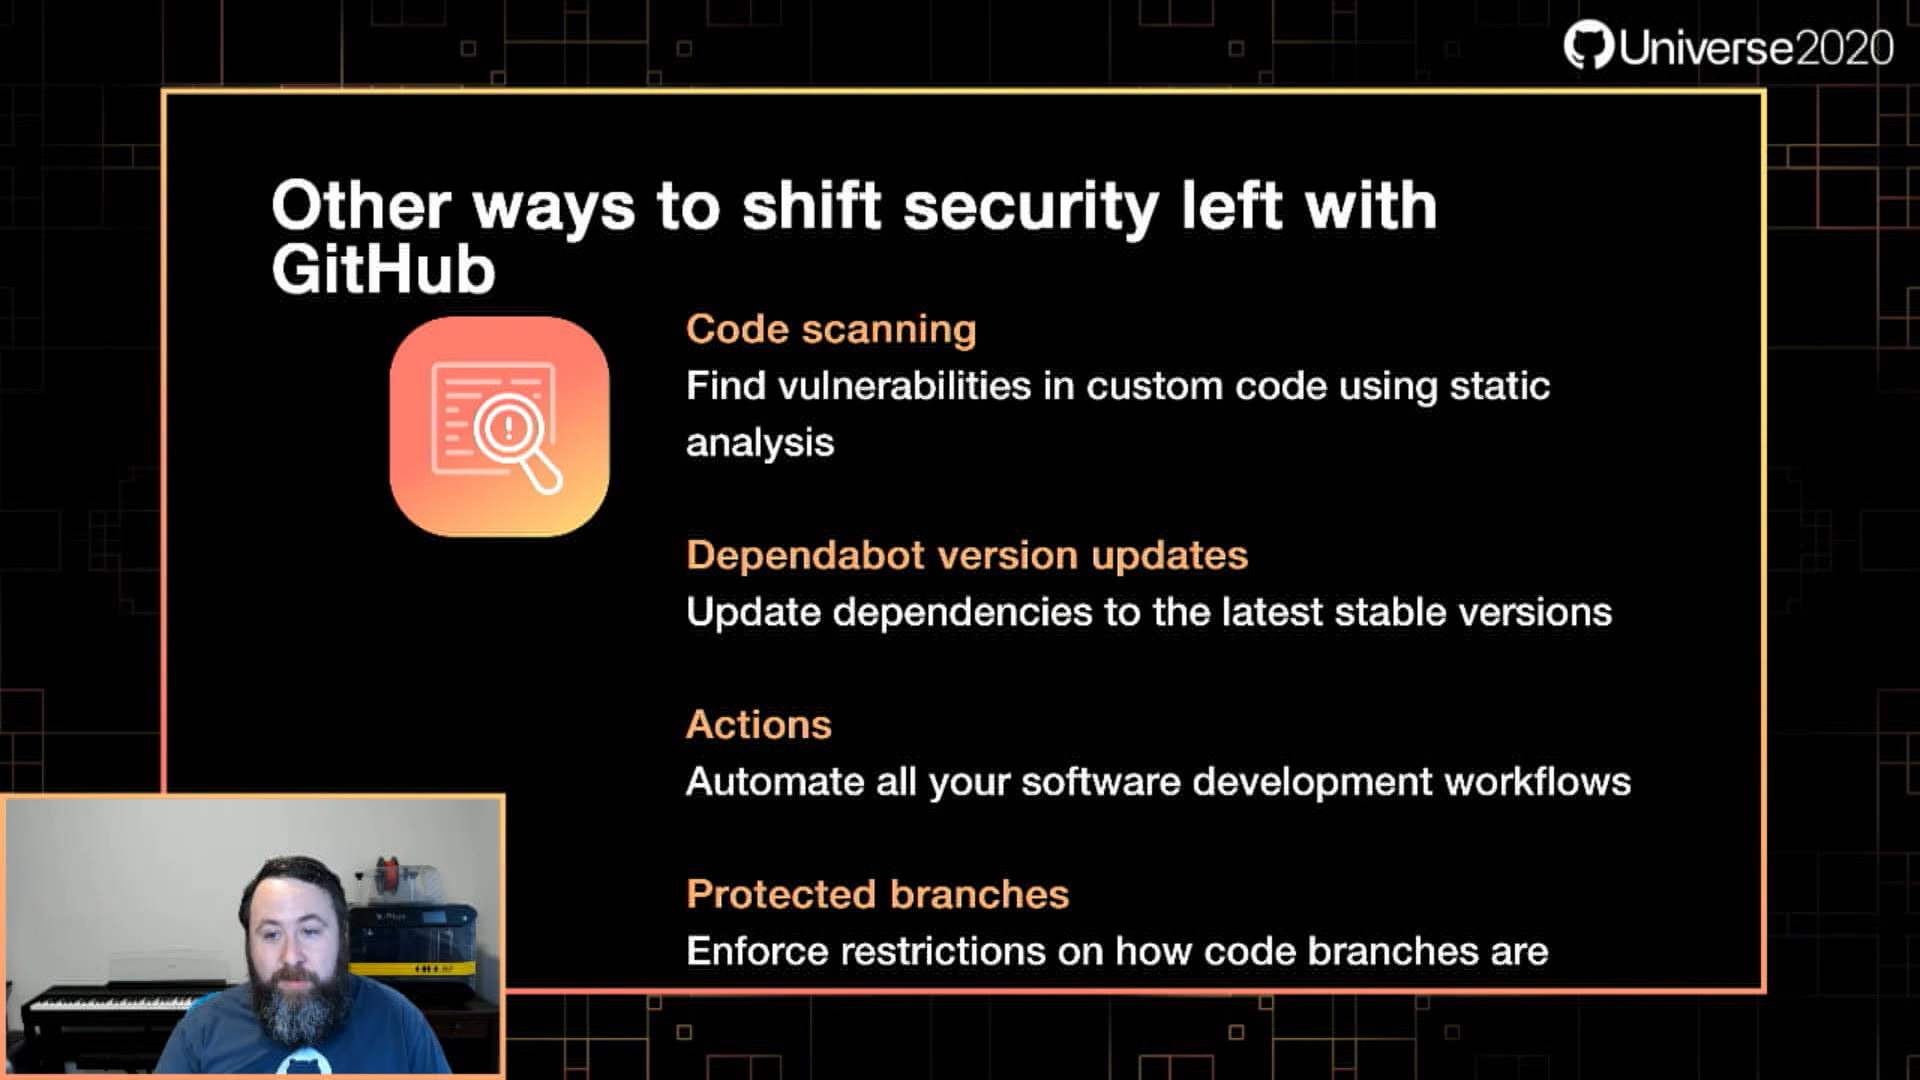 Universe2020
Other ways to shift security left with
GitHub
Code scanning
Find vulnerabilities in custom code using static
analysis
Dependabot version updates
Update dependencies to the latest stable versions
Actions
Automate all your software development workflows
Protected branches
Enforce restrictions on how code branches are